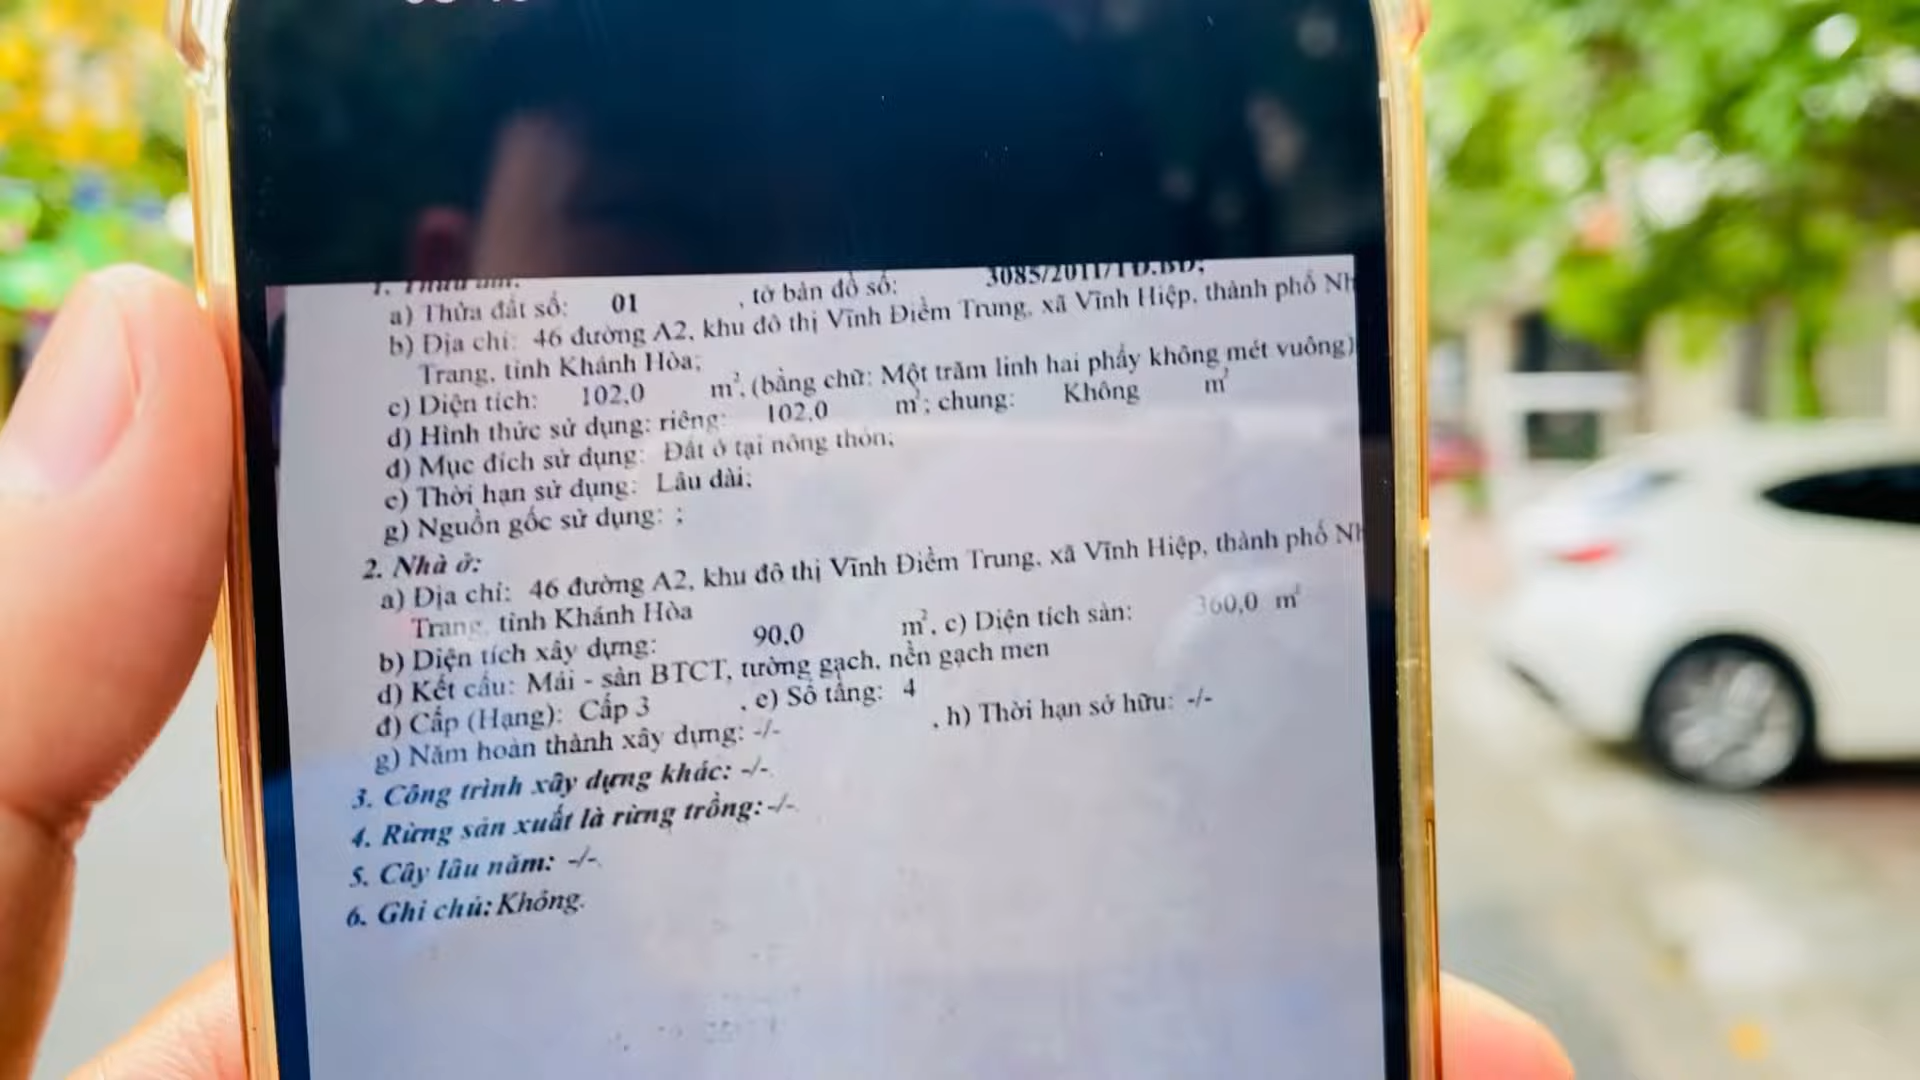 1. Thửa đất:
a) Thửa đất số: 01 , tờ bản đồ số: 3085/2011/TĐ.BĐ;
b) Địa chỉ: 46 đường A2, khu đô thị Vĩnh Điềm Trung, xã Vĩnh Hiệp, thành phố Nh
Trang, tỉnh Khánh Hòa;
c) Diện tích: 102,0 m², (bằng chữ: Một trăm linh hai phẩy không mét vuông)
d) Hình thức sử dụng: riêng: 102,0 m²; chung: Không m²
đ) Mục đích sử dụng: Đất ở tại nông thôn;
e) Thời hạn sử dụng: Lâu dài;
g) Nguồn gốc sử dụng: ;
2. Nhà ở:
a) Địa chỉ: 46 đường A2, khu đô thị Vĩnh Điềm Trung, xã Vĩnh Hiệp, thành phố Nh
Trang, tỉnh Khánh Hòa
b) Diện tích xây dựng: 90,0 m², c) Diện tích sàn: 360,0 m²
d) Kết cấu: Mái - sàn BTCT, tường gạch, nền gạch men
đ) Cấp (Hạng): Cấp 3 , e) Số tầng: 4
g) Năm hoàn thành xây dựng: -/- , h) Thời hạn sở hữu: -/-
3. Công trình xây dựng khác: -/-
4. Rừng sản xuất là rừng trồng: -/-
5. Cây lâu năm: -/-
6. Ghi chú: Không.